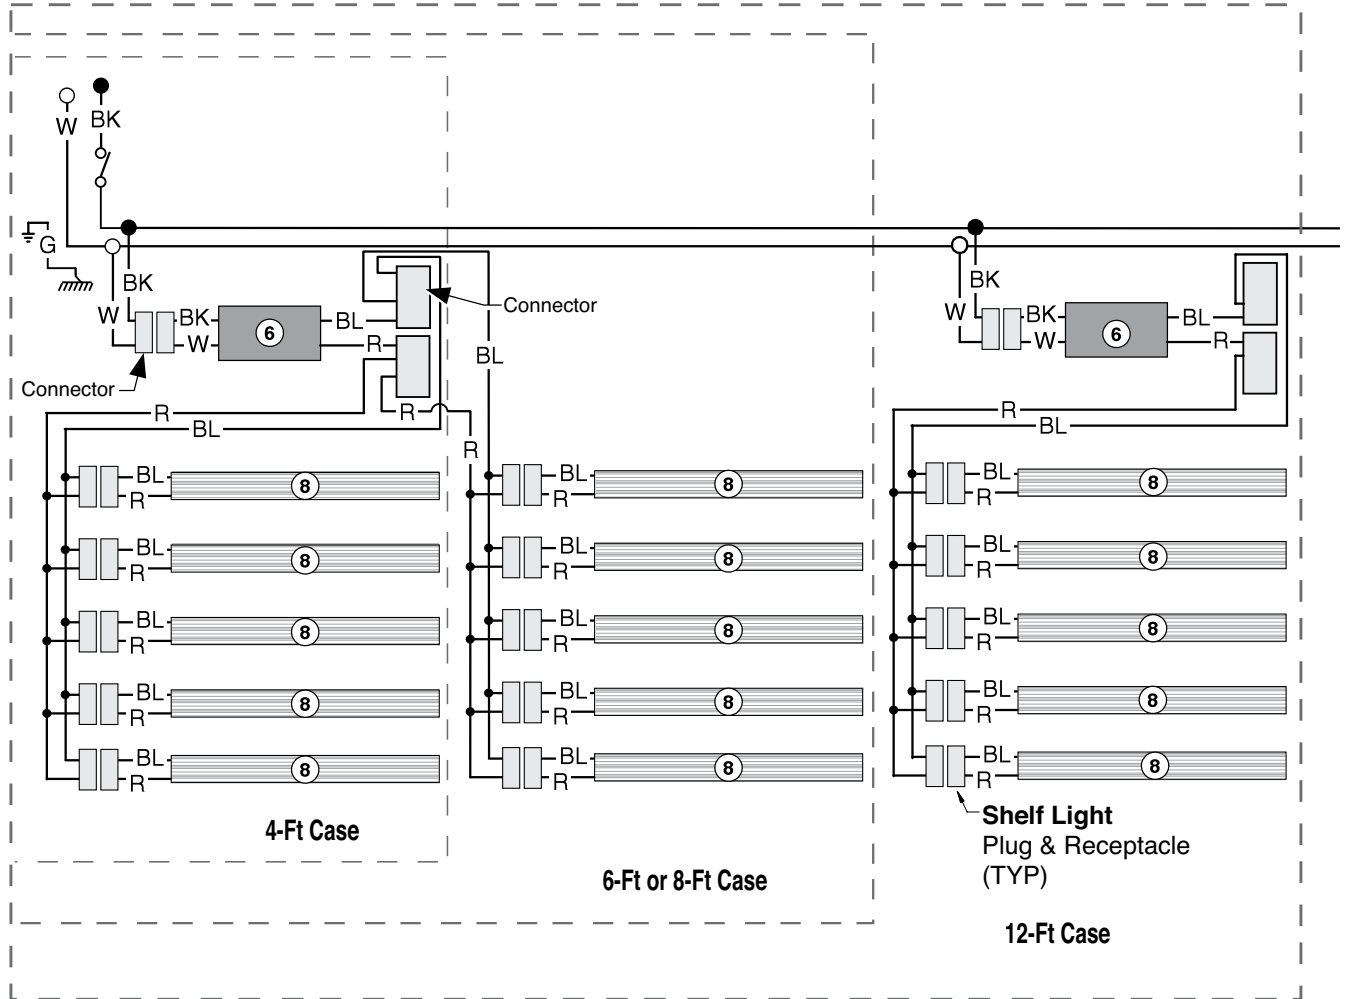 W
BK
G
BK
W
BK
W
6
BL
R
Connector
Connector
R
BL
R
BL
R
BK
W
BK
W
6
BL
R
R
BL
BL
R
8
BL
R
8
BL
R
8
BL
R
8
BL
R
8
BL
R
8
BL
R
8
BL
R
8
BL
R
8
BL
R
8
BL
R
8
BL
R
8
BL
R
8
BL
R
8
BL
R
8
4-Ft Case
6-Ft or 8-Ft Case
Shelf Light
Plug & Receptacle
(TYP)
12-Ft Case